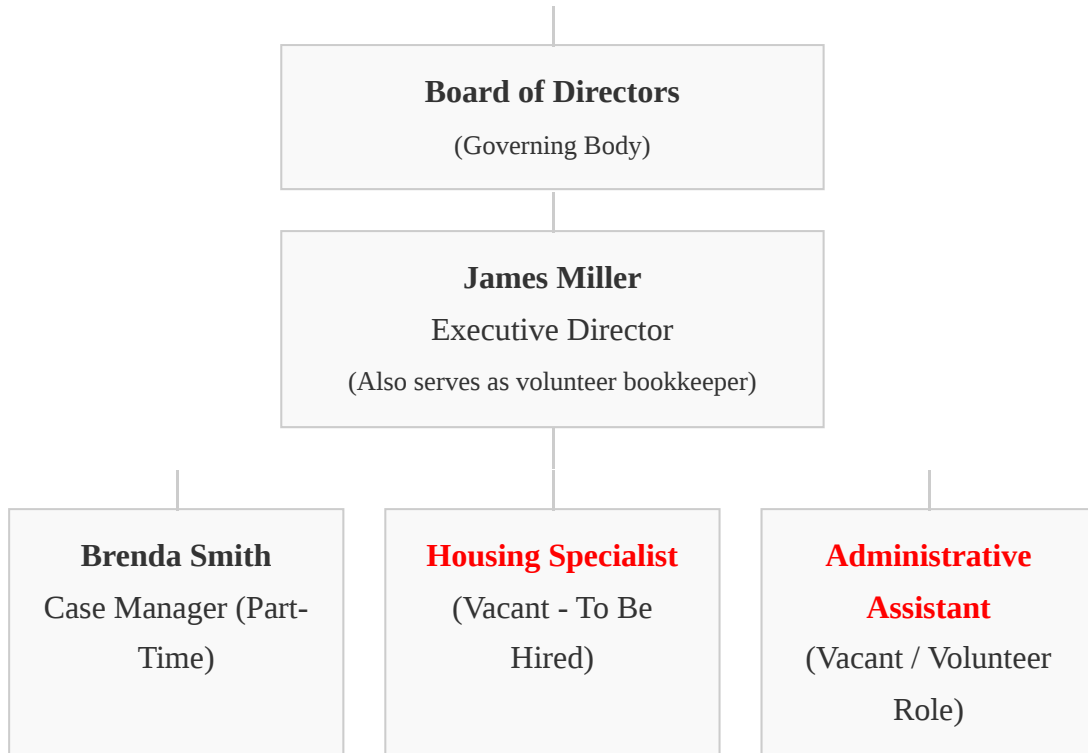 Board of Directors
(Governing Body)
James Miller
Executive Director
(Also serves as volunteer bookkeeper)
Brenda Smith
Case Manager (Part-
Time)
Housing Specialist
(Vacant - To Be
Hired)
Administrative
Assistant
(Vacant / Volunteer
Role)